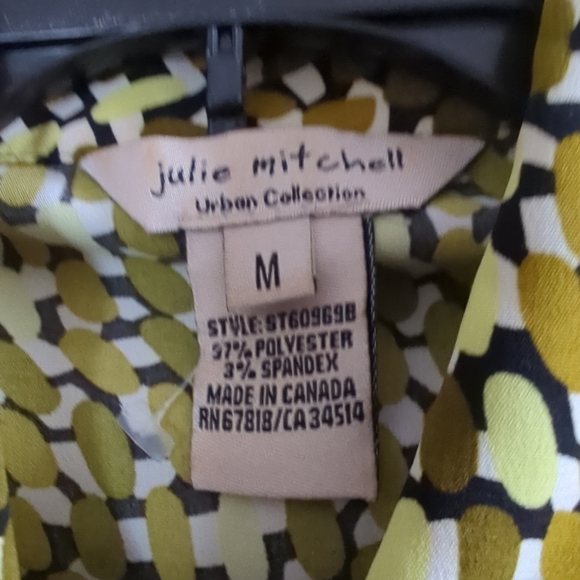 julie mitchell
Urban Collection
M
STYLE: ST60969B
97% POLYESTER
3% SPANDEX
MADE IN CANADA
RN67818/CA34514